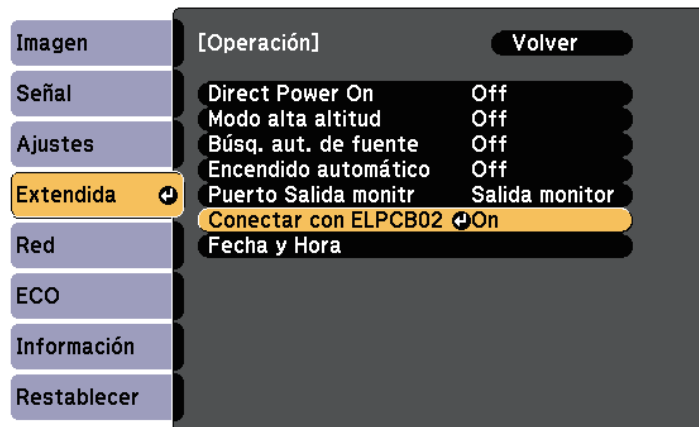 Imagen
Señal
Ajustes
Extendida
Red
ECO
Información
Restablecer
[Operación] Volver
Direct Power On Off
Modo alta altitud Off
Búsq. aut. de fuente Off
Encendido automático Off
Puerto Salida monitr Salida monitor
Conectar con ELPCB02 On
Fecha y Hora